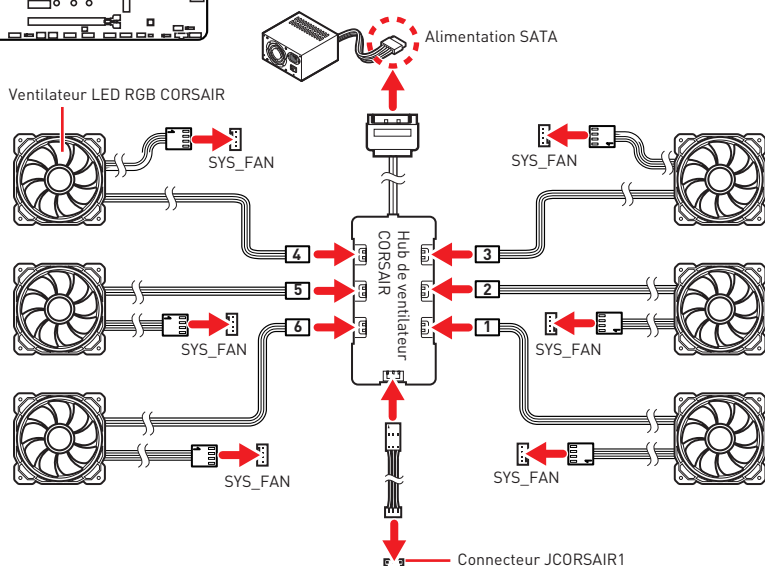 Alimentation SATA
Ventilateur LED RGB CORSAIR
SYS_FAN
SYS_FAN
4
3
Hub de ventilateur
CORSAIR
5
2
6
1
SYS_FAN
SYS_FAN
SYS_FAN
SYS_FAN
Connecteur JCORSAIR1